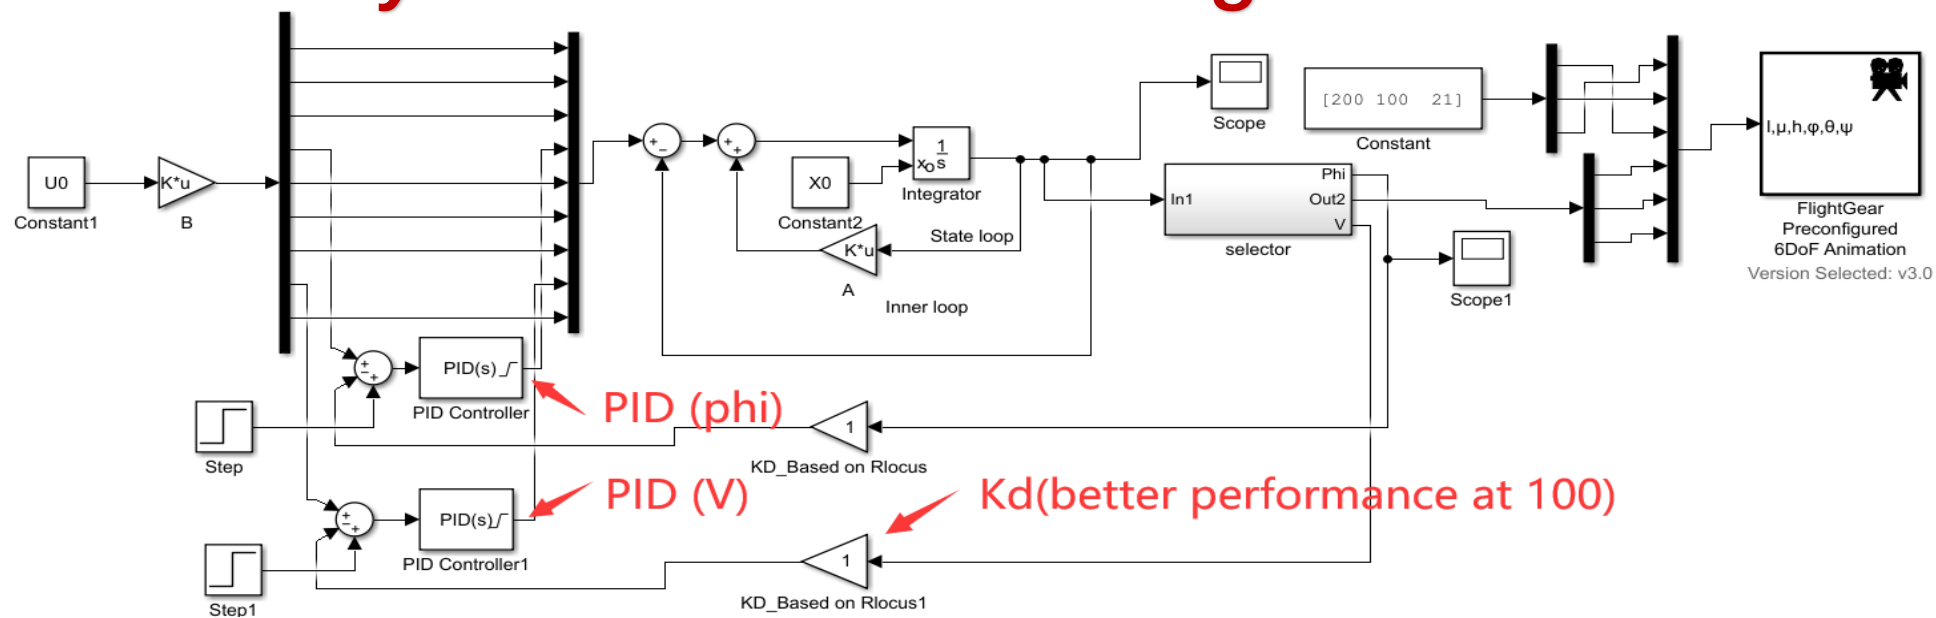 U0
Constant1
K*u
B
+
−
+
+
X0
Constant2
1
s
xo
Integrator
K*u
A
State loop
Inner loop
Scope
[200 100  21]
Constant
In1
Phi
Out2
V
selector
Scope1
l,μ,h,φ,θ,ψ
FlightGear
Preconfigured
6DoF Animation
Version Selected: v3.0
+
−
+
PID(s)
PID Controller
PID (phi)
Step
1
KD_Based on Rlocus
+
−
+
PID(s)
PID Controller1
PID (V)
Kd(better performance at 100)
Step1
1
KD_Based on Rlocus1